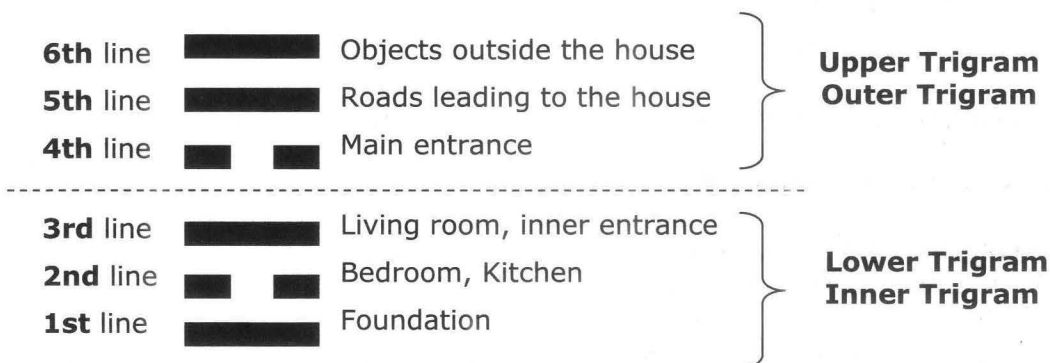 6th line Objects outside the house
5th line Roads leading to the house
4th line Main entrance
Upper Trigram
Outer Trigram
3rd line Living room, inner entrance
2nd line Bedroom, Kitchen
1st line Foundation
Lower Trigram
Inner Trigram